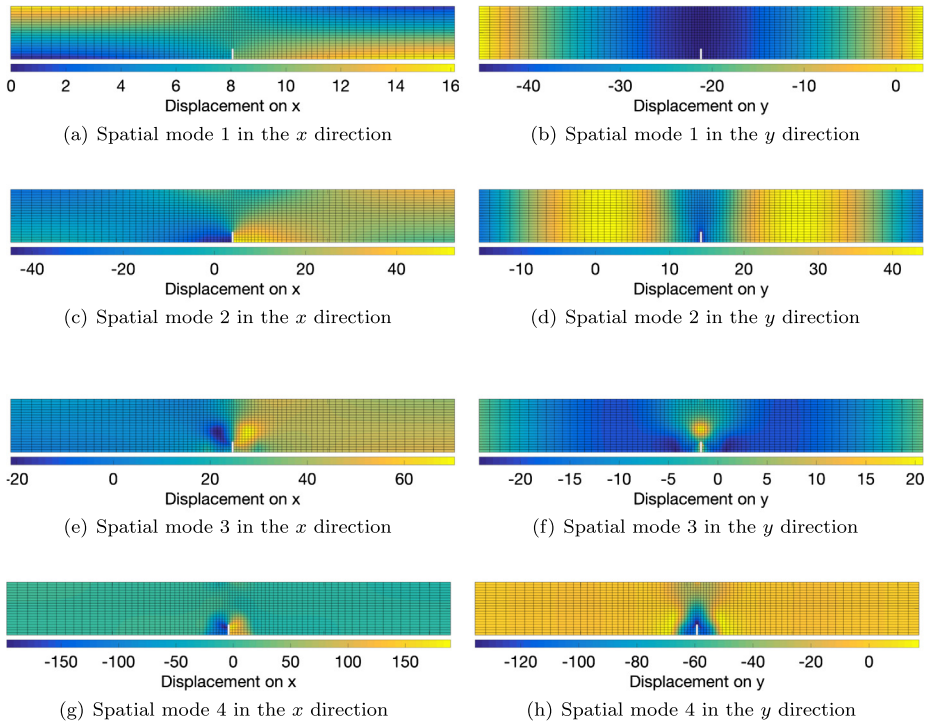 0 2 4 6 8 10 12 14 16
Displacement on x
(a) Spatial mode 1 in the x direction
-40 -30 -20 -10 0
Displacement on y
(b) Spatial mode 1 in the y direction
-40 -20 0 20 40
Displacement on x
(c) Spatial mode 2 in the x direction
-10 0 10 20 30 40
Displacement on y
(d) Spatial mode 2 in the y direction
-20 0 20 40 60
Displacement on x
(e) Spatial mode 3 in the x direction
-20 -15 -10 -5 0 5 10 15 20
Displacement on y
(f) Spatial mode 3 in the y direction
-150 -100 -50 0 50 100 150
Displacement on x
(g) Spatial mode 4 in the x direction
-120 -100 -80 -60 -40 -20 0
Displacement on y
(h) Spatial mode 4 in the y direction